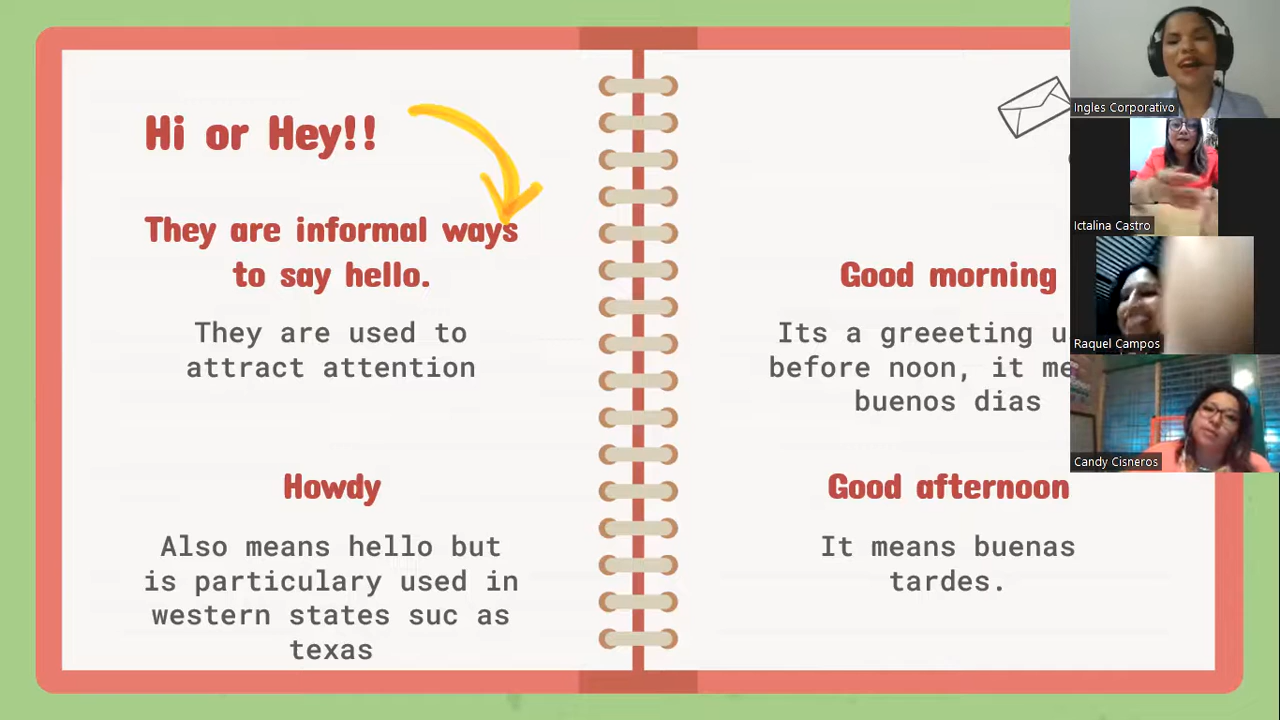 Hi or Hey!!
They are informal ways
to say hello.
They are used to
attract attention
Howdy
Also means hello but
is particulary used in
western states suc as
texas
Good morning
Its a greeeting
before noon, it
buenos dias
Good afternoon
It means buenas
tardes.
Ingles Corporativo
Ictalina Castro
Raquel Campos
Candy Cisneros